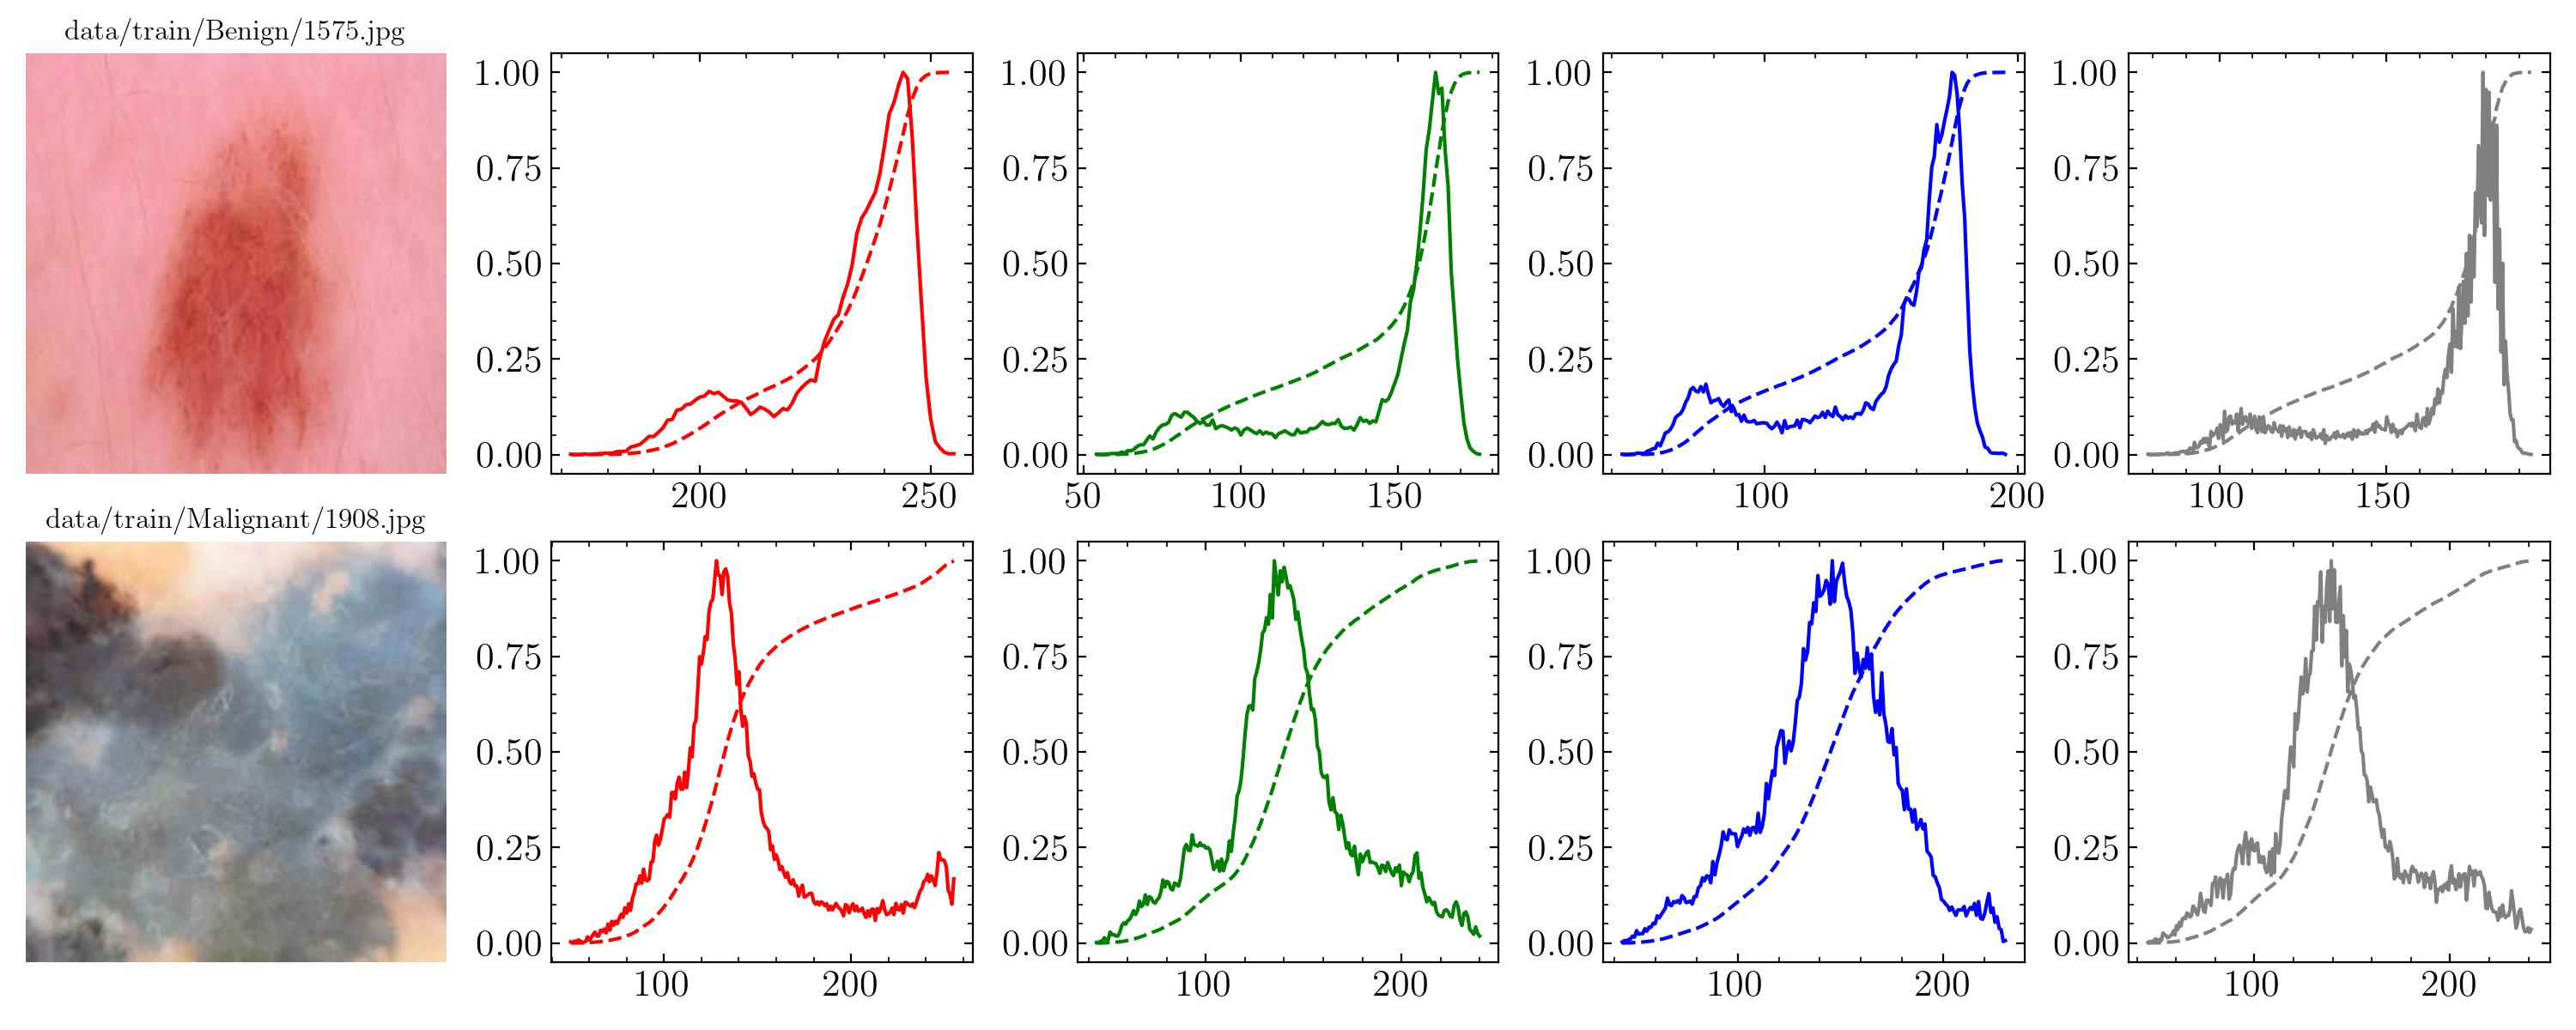 data/train/Benign/1575.jpg
1.00 1.00 1.00 1.00
0.75 0.75 0.75 0.75
0.50 0.50 0.50 0.50
0.25 0.25 0.25 0.25
0.00 0.00 0.00 0.00
200 250 50 100 150 100 200 100 150
data/train/Malignant/1908.jpg
1.00 1.00 1.00 1.00
0.75 0.75 0.75 0.75
0.50 0.50 0.50 0.50
0.25 0.25 0.25 0.25
0.00 0.00 0.00 0.00
100 200 100 200 100 200 100 200